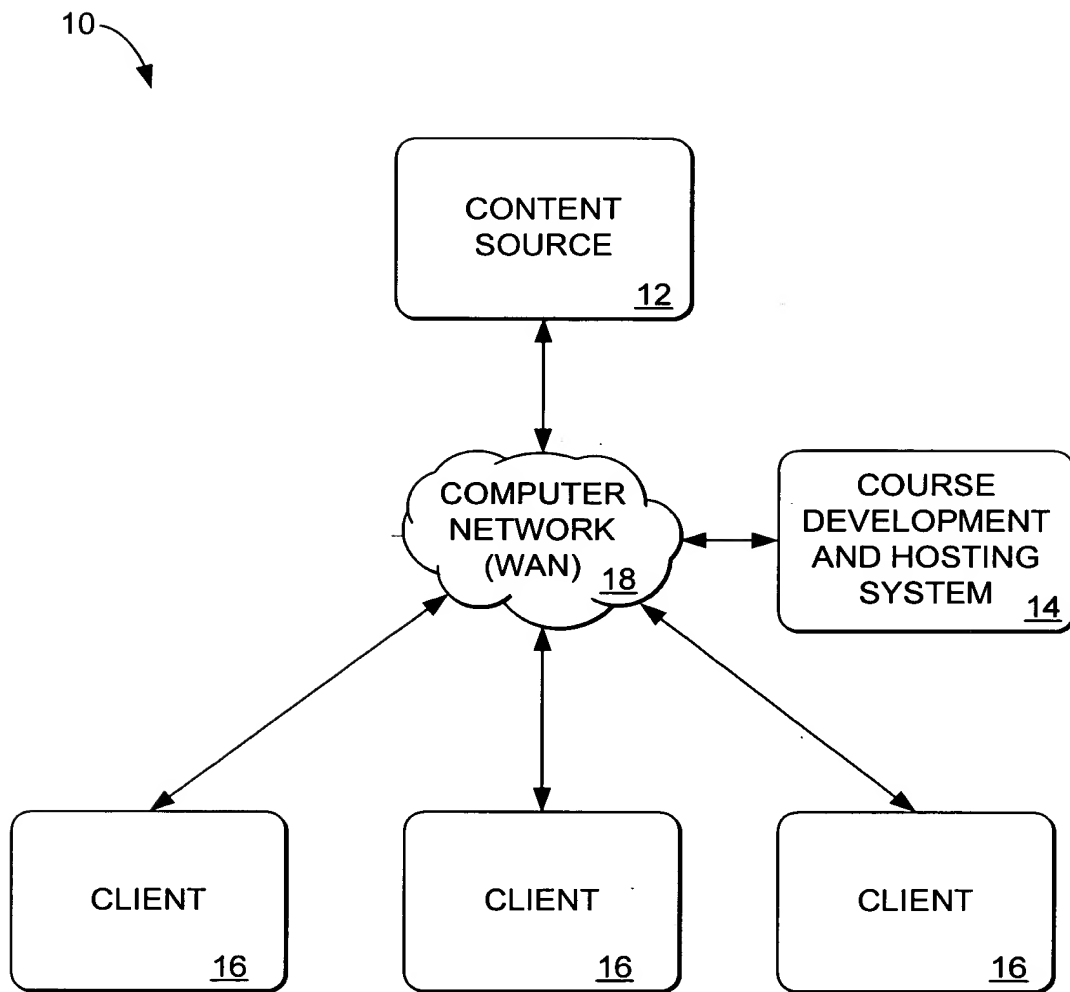 10
CONTENT
SOURCE
12
COMPUTER
NETWORK
(WAN)
18
COURSE
DEVELOPMENT
AND HOSTING
SYSTEM
14
CLIENT
16
CLIENT
16
CLIENT
16